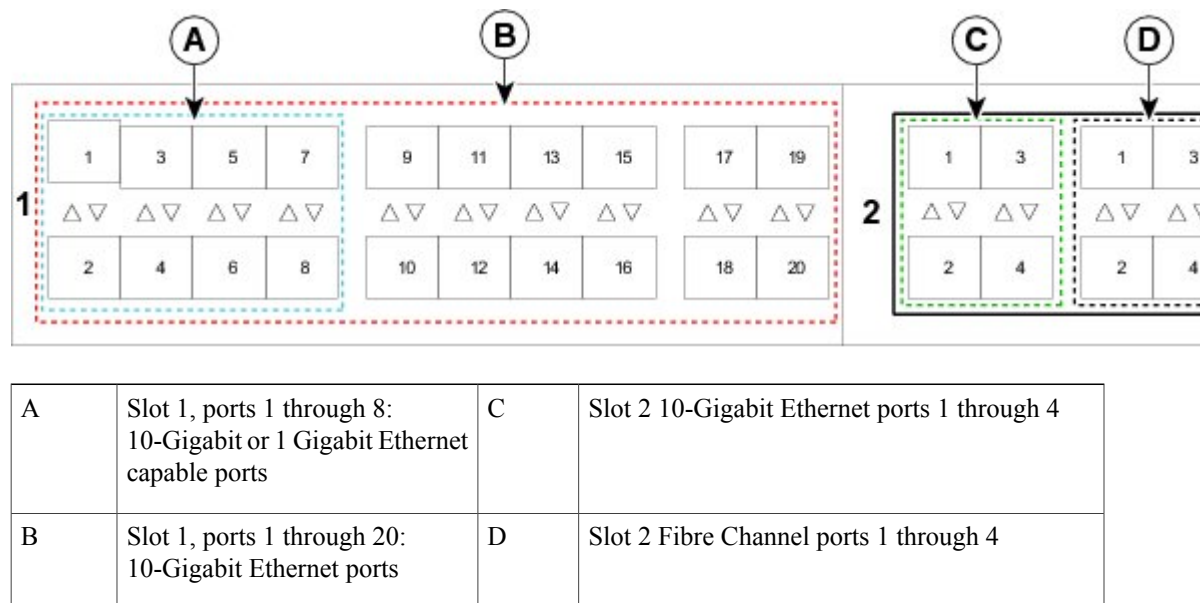 A B C D
1 3 5 7 9 11 13 15 17 19 1 3 1 3
1 2
2 4 6 8 10 12 14 16 18 20 2 4 2 4
A Slot 1, ports 1 through 8: C Slot 2 10-Gigabit Ethernet ports 1 through 4
10-Gigabit or 1 Gigabit Ethernet
capable ports
B Slot 1, ports 1 through 20: D Slot 2 Fibre Channel ports 1 through 4
10-Gigabit Ethernet ports